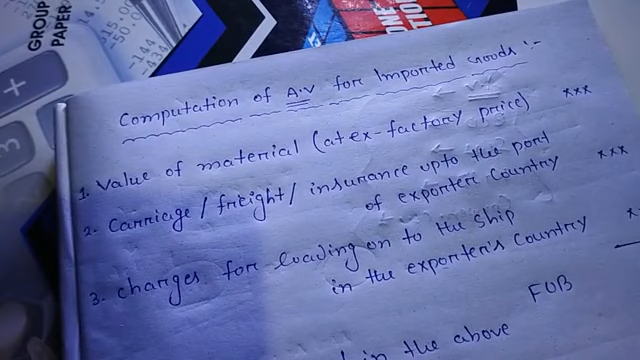 GROUP
PAPER
Computation of A.V for Imported Goods :-
1. Value of material (at ex-factory price) xxx
2. Carriage / freight / insurance upto the port
of exporter Country xxx
3. Charges for loading on to the ship
in the exporter's Country
FOB
in the above